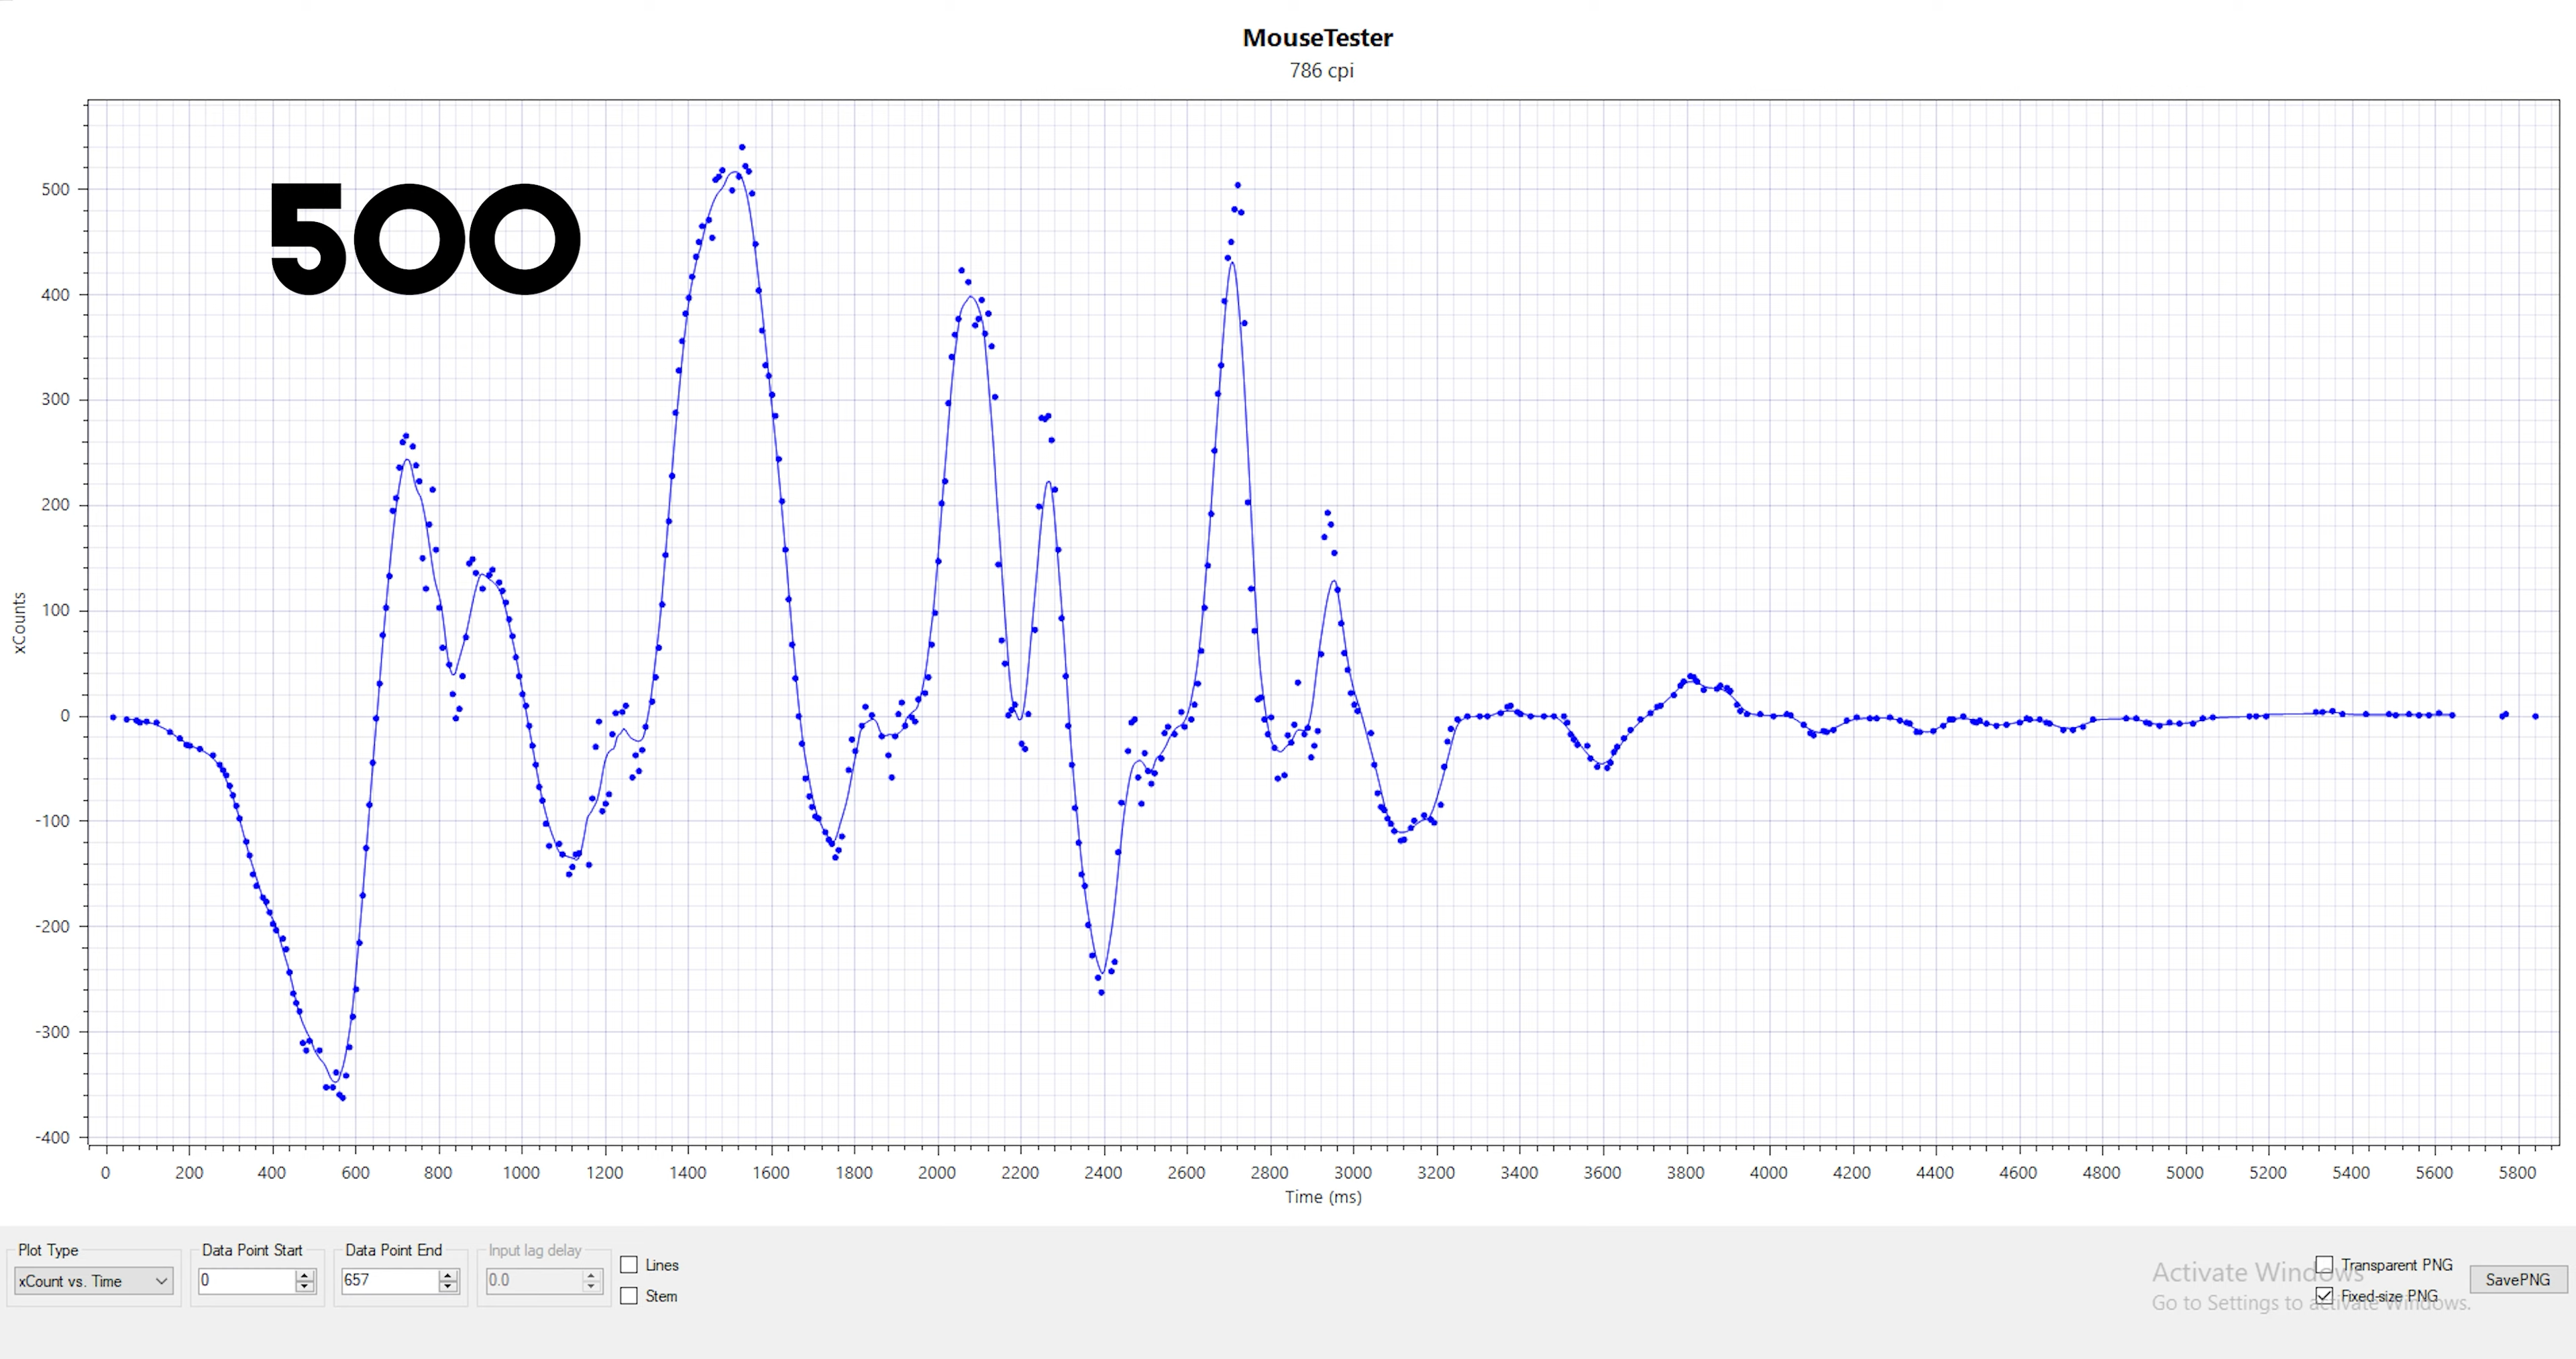 MouseTester
786 cpi
500
500
400
300
200
100
0
-100
-200
-300
-400
xCounts
0 200 400 600 800 1000 1200 1400 1600 1800 2000 2200 2400 2600 2800 3000 3200 3400 3600 3800 4000 4200 4400 4600 4800 5000 5200 5400 5600 5800
Time (ms)
Plot Type Data Point Start Data Point End Input lag delay
xCount vs. Time 0 657 0.0
Lines
Stem
Activate Windows
Go to Settings to activate Windows.
Transparent PNG
Fixed-size PNG
SavePNG